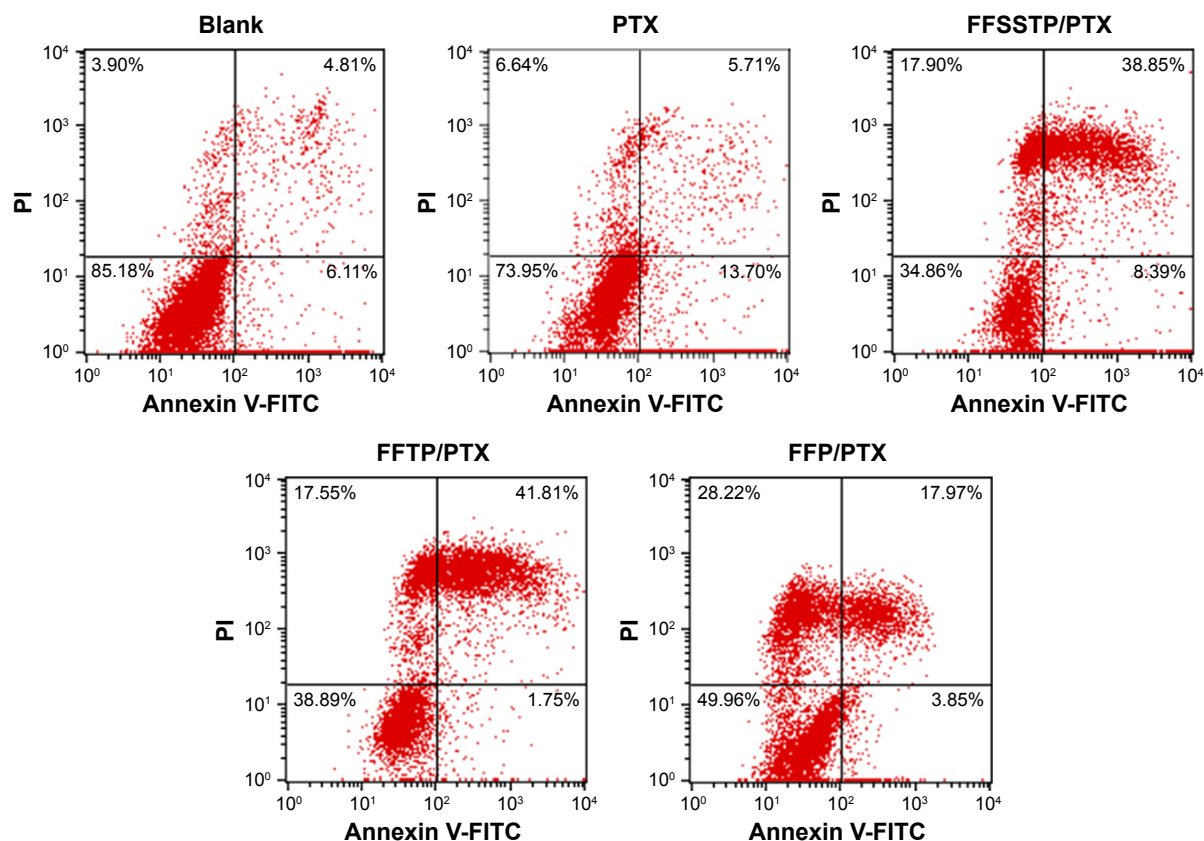 Blank
3.90% 4.81%
85.18% 6.11%
10⁴
10³
10²
10¹
10⁰
PI
10⁰ 10¹ 10² 10³ 10⁴
Annexin V-FITC
PTX
6.64% 5.71%
73.95% 13.70%
10⁴
10³
10²
10¹
10⁰
PI
10⁰ 10¹ 10² 10³ 10⁴
Annexin V-FITC
FFSSTP/PTX
17.90% 38.85%
34.86% 8.39%
10⁴
10³
10²
10¹
10⁰
PI
10⁰ 10¹ 10² 10³ 10⁴
Annexin V-FITC
FFTP/PTX
17.55% 41.81%
38.89% 1.75%
10⁴
10³
10²
10¹
10⁰
PI
10⁰ 10¹ 10² 10³ 10⁴
Annexin V-FITC
FFP/PTX
28.22% 17.97%
49.96% 3.85%
10⁴
10³
10²
10¹
10⁰
PI
10⁰ 10¹ 10² 10³ 10⁴
Annexin V-FITC